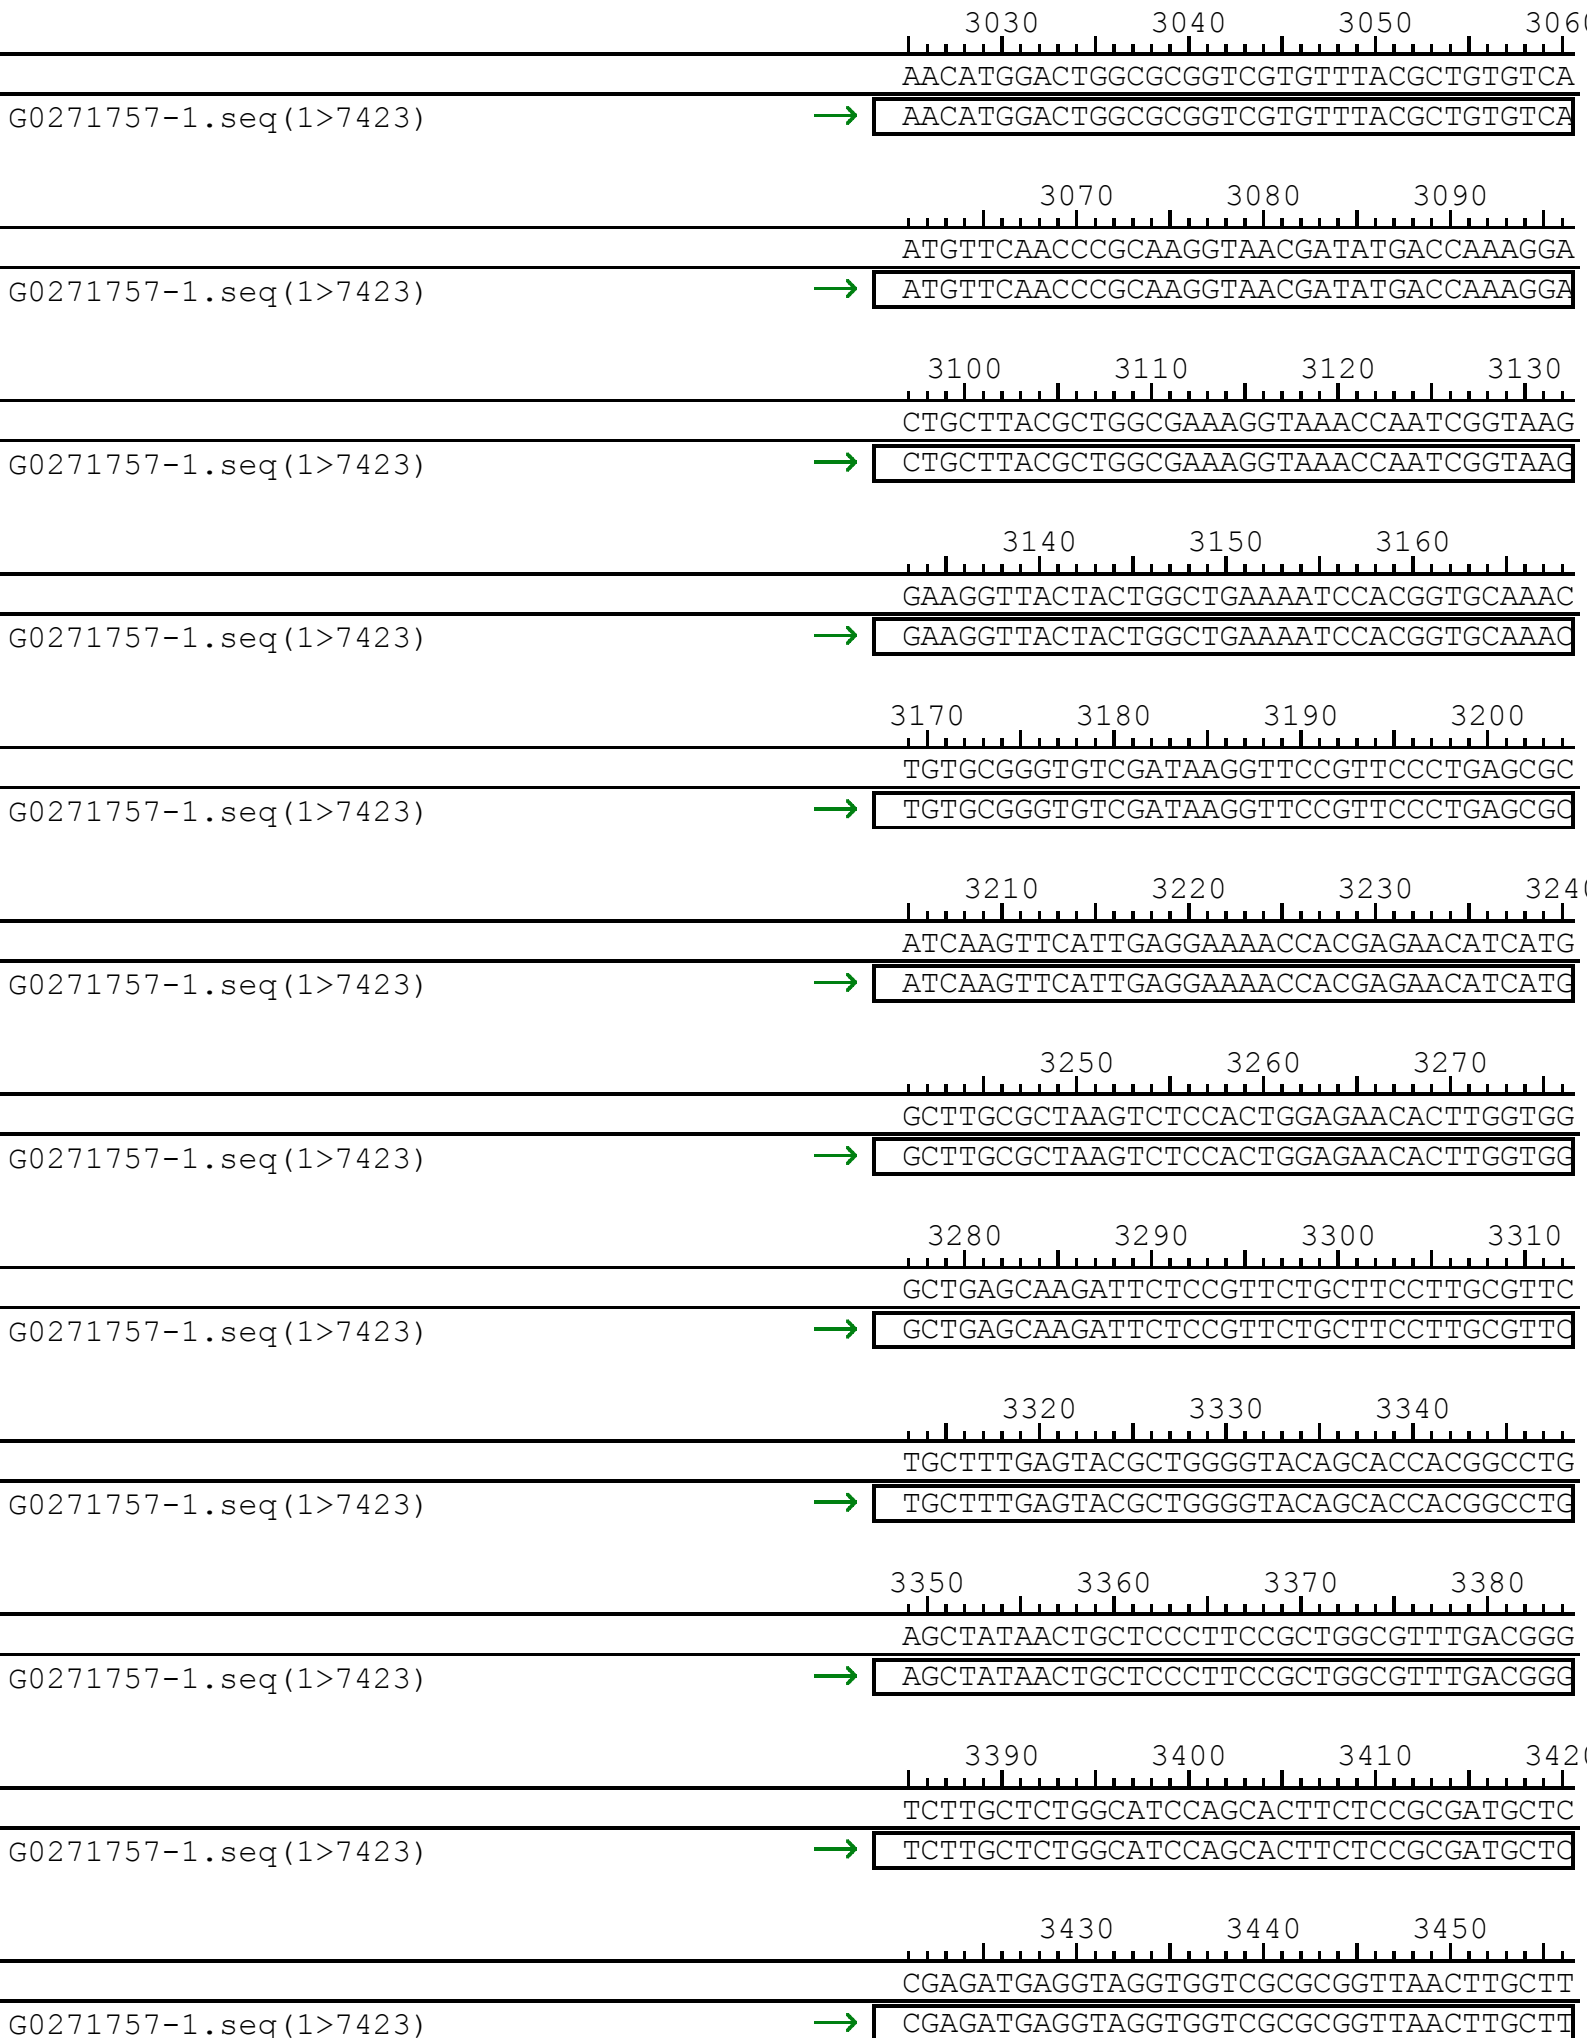 3030 3040 3050 3060
AACATGGACTGGCGCGGTCGTGTTTACGCTGTGTCA
G0271757-1.seq(1>7423) → AACATGGACTGGCGCGGTCGTGTTTACGCTGTGTCA
3070 3080 3090
ATGTTCAACCCGCAAGGTAACGATATGACCAAAGGA
G0271757-1.seq(1>7423) → ATGTTCAACCCGCAAGGTAACGATATGACCAAAGGA
3100 3110 3120 3130
CTGCTTACGCTGGCGAAAGGTAAACCAATCGGTAAG
G0271757-1.seq(1>7423) → CTGCTTACGCTGGCGAAAGGTAAACCAATCGGTAAG
3140 3150 3160
GAAGGTTACTACTGGCTGAAAATCCACGGTGCAAAC
G0271757-1.seq(1>7423) → GAAGGTTACTACTGGCTGAAAATCCACGGTGCAAAC
3170 3180 3190 3200
TGTGCGGGTGTCGATAAGGTTCCGTTCCCTGAGCGC
G0271757-1.seq(1>7423) → TGTGCGGGTGTCGATAAGGTTCCGTTCCCTGAGCGC
3210 3220 3230 3240
ATCAAGTTCATTGAGGAAAACCACGAGAACATCATG
G0271757-1.seq(1>7423) → ATCAAGTTCATTGAGGAAAACCACGAGAACATCATG
3250 3260 3270
GCTTGCGCTAAGTCTCCACTGGAGAACACTTGGTGG
G0271757-1.seq(1>7423) → GCTTGCGCTAAGTCTCCACTGGAGAACACTTGGTGG
3280 3290 3300 3310
GCTGAGCAAGATTCTCCGTTCTGCTTCCTTGCGTTC
G0271757-1.seq(1>7423) → GCTGAGCAAGATTCTCCGTTCTGCTTCCTTGCGTTC
3320 3330 3340
TGCTTTGAGTACGCTGGGGTACAGCACCACGGCCTG
G0271757-1.seq(1>7423) → TGCTTTGAGTACGCTGGGGTACAGCACCACGGCCTG
3350 3360 3370 3380
AGCTATAACTGCTCCCTTCCGCTGGCGTTTGACGGG
G0271757-1.seq(1>7423) → AGCTATAACTGCTCCCTTCCGCTGGCGTTTGACGGG
3390 3400 3410 3420
TCTTGCTCTGGCATCCAGCACTTCTCCGCGATGCTC
G0271757-1.seq(1>7423) → TCTTGCTCTGGCATCCAGCACTTCTCCGCGATGCTC
3430 3440 3450
CGAGATGAGGTAGGTGGTCGCGCGGTTAACTTGCTT
G0271757-1.seq(1>7423) → CGAGATGAGGTAGGTGGTCGCGCGGTTAACTTGCTT